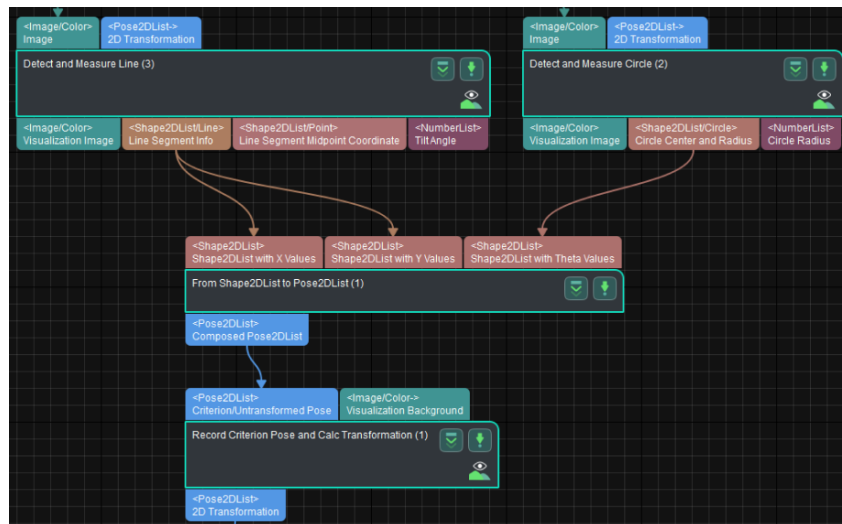 <Image/Color> <Pose2DList-> <Image/Color> <Pose2DList->
Image 2D Transformation Image 2D Transformation
Detect and Measure Line (3) Detect and Measure Circle (2)
<Image/Color> <Shape2DList/Line> <Shape2DList/Point> <NumberList> <Image/Color> <Shape2DList/Circle> <NumberList>
Visualization Image Line Segment Info Line Segment Midpoint Coordinate TiltAngle Visualization Image Circle Center and Radius Circle Radius
<Shape2DList> <Shape2DList> <Shape2DList>
Shape2DList with X Values Shape2DList with Y Values Shape2DList with Theta Values
From Shape2DList to Pose2DList (1)
<Pose2DList>
Composed Pose2DList
<Pose2DList> <Image/Color->
Criterion/Untransformed Pose Visualization Background
Record Criterion Pose and Calc Transformation (1)
<Pose2DList>
2D Transformation